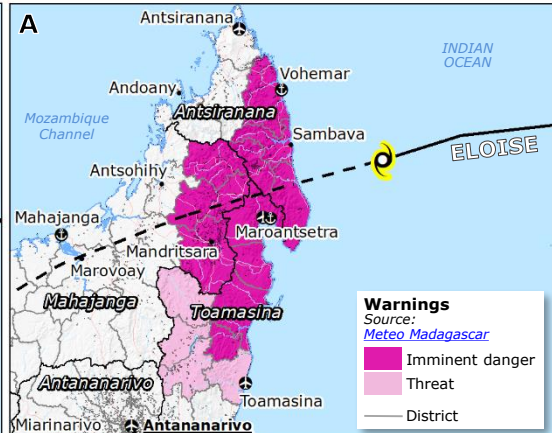 A
Antsiranana
INDIAN
OCEAN
Andoany
Vohemar
Antsiranana
Mozambique
Channel
Sambava
ELOISE
Antsohihy
Mahajanga
Maroantsetra
Mandritsara
Marovoay
Mahajanga
Toamasina
Warnings
Source:
Meteo Madagascar
Imminent danger
Threat
District
Antananarivo
Toamasina
Miarinarivo
Antananarivo